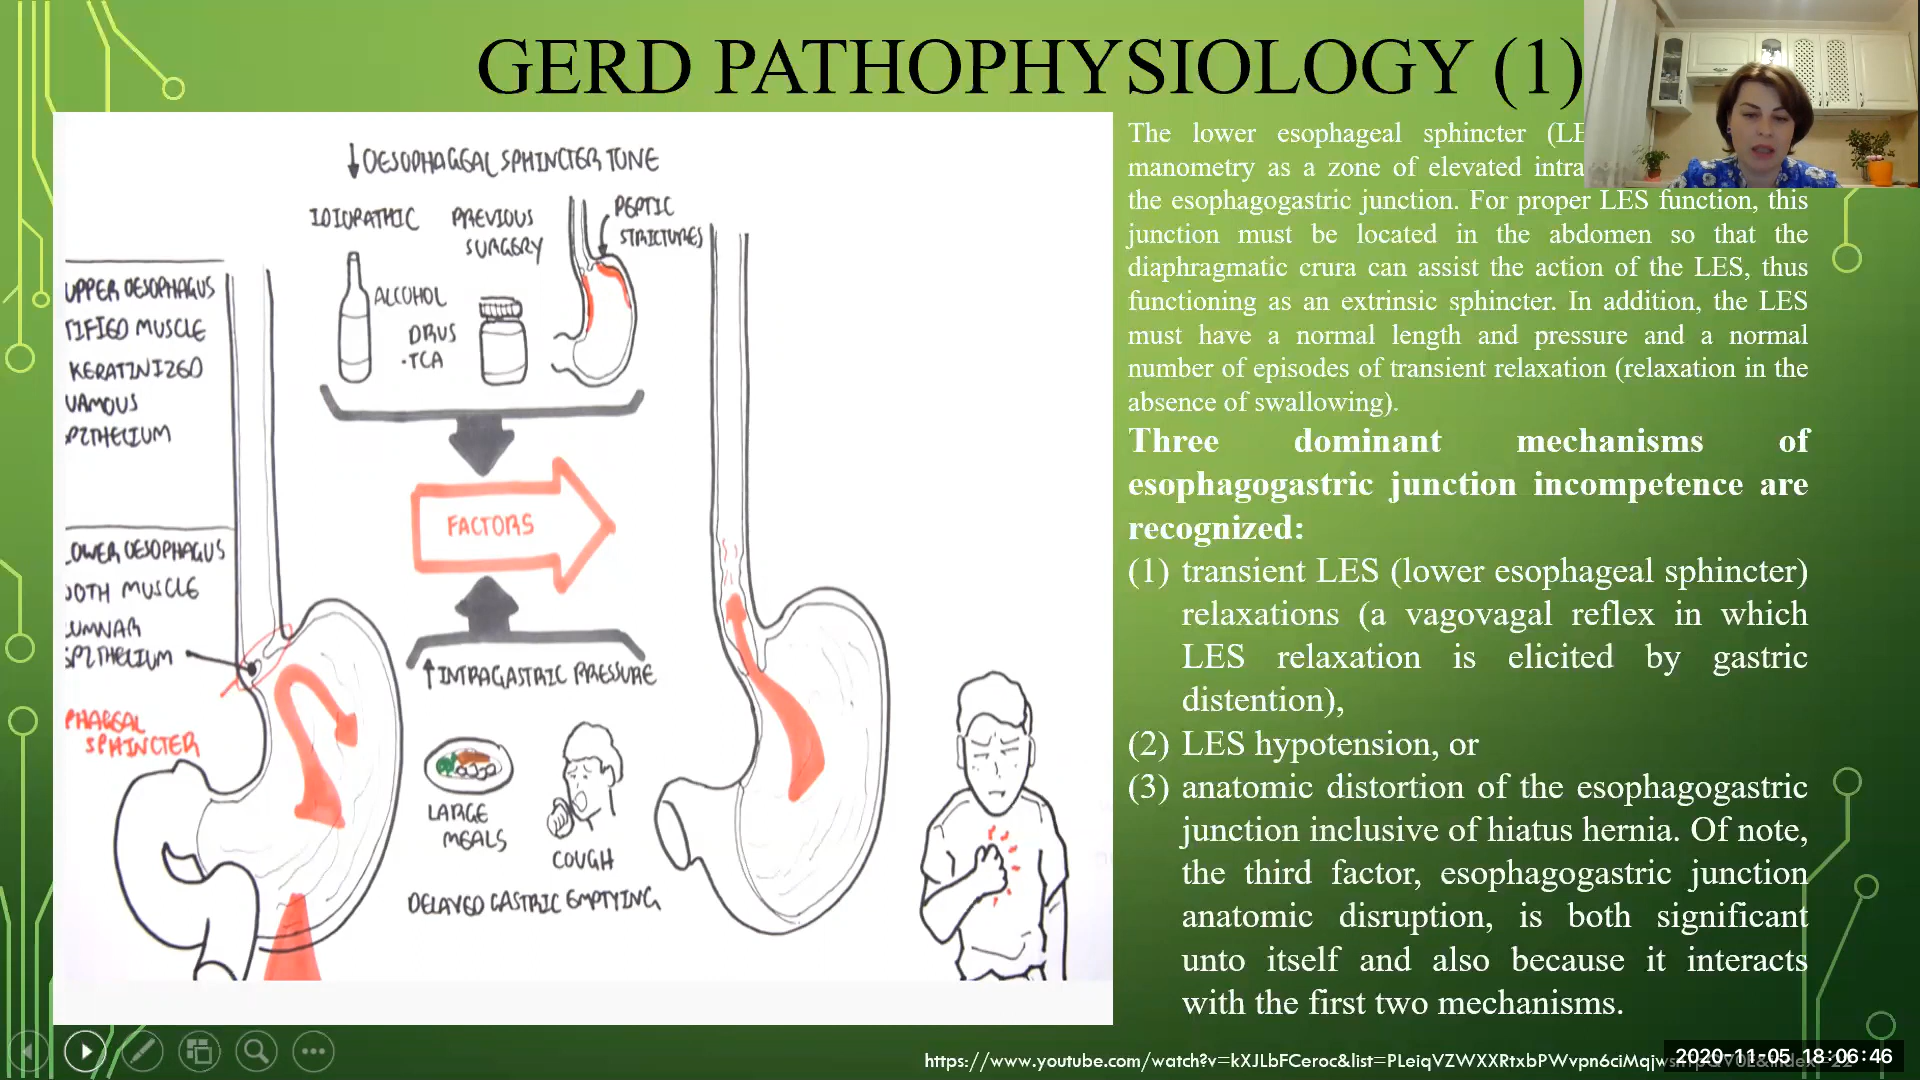 GERD PATHOPHYSIOLOGY (1)
↓OESOPHAGEAL SPHINCTER TONE
IDIOPATHIC
PREVIOUS
SURGERY
PEPTIC
STRICTURES
ALCOHOL
DRUS
·TCA
UPPER OESOPHAGUS
TIFIED MUSCLE
KERATINIZED
UAMOUS
PITHELIUM
FACTORS
LOWER OESOPHAGUS
OOTH MUSCLE
LUMNAR
EPITHELIUM
PHAGEAL
SPHINCTER
↑INTRAGASTRIC PRESSURE
LARGE
MEALS
COUGH
DELAYED GASTRIC EMPTYING
The lower esophageal sphincter
manometry as a zone of elevated
the esophagogastric junction. For proper LES function, this
junction must be located in the abdomen so that the
diaphragmatic crura can assist the action of the LES, thus
functioning as an extrinsic sphincter. In addition, the LES
must have a normal length and pressure and a normal
number of episodes of transient relaxation (relaxation in the
absence of swallowing).
Three dominant mechanisms of
esophagogastric junction incompetence are
recognized:
(1) transient LES (lower esophageal sphincter)
relaxations (a vagovagal reflex in which
LES relaxation is elicited by gastric
distention),
(2) LES hypotension, or
(3) anatomic distortion of the esophagogastric
junction inclusive of hiatus hernia. Of note,
the third factor, esophagogastric junction
anatomic disruption, is both significant
unto itself and also because it interacts
with the first two mechanisms.
2020-11-05 18:06:46